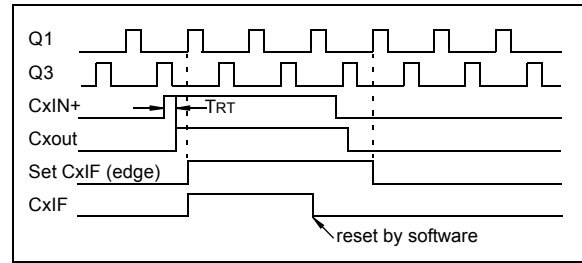 Q1
Q3
CxIN+
TRT
Cxout
Set CxIF (edge)
CxIF
reset by software